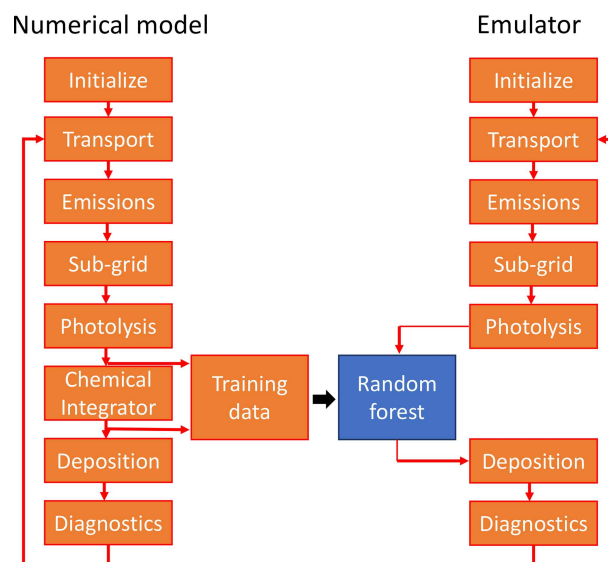 Numerical model
Initialize
Transport
Emissions
Sub-grid
Photolysis
Chemical
Integrator
Deposition
Diagnostics
Training
data
Random
forest
Emulator
Initialize
Transport
Emissions
Sub-grid
Photolysis
Deposition
Diagnostics